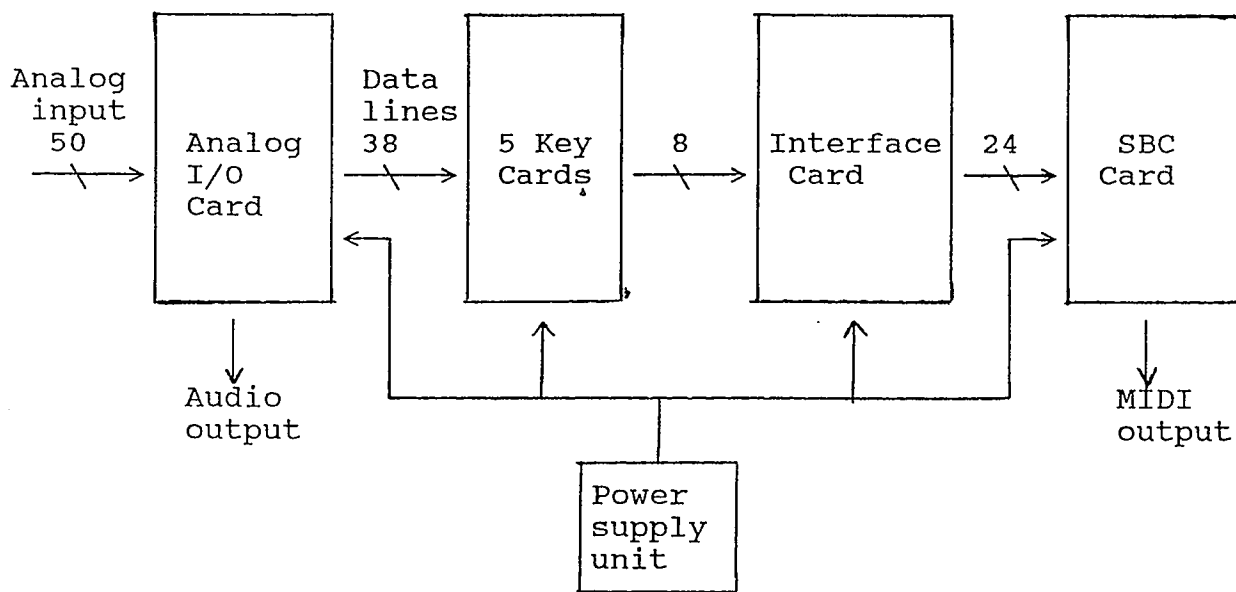 Analog
input
50
Analog
I/O
Card
Data
lines
38
5 Key
Cards
8
Interface
Card
24
SBC
Card
Audio
output
MIDI
output
Power
supply
unit